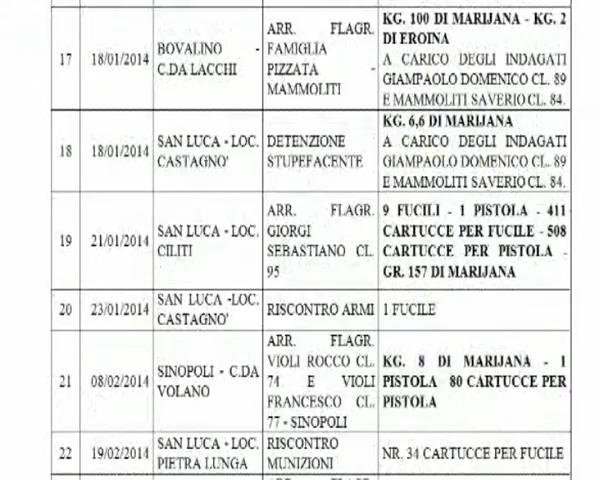 17 18/01/2014 BOVALINO - C.DA LACCHI
ARR. FLAGR.
FAMIGLIA
PIZZATA -
MAMMOLITI
KG. 100 DI MARIJANA - KG. 2
DI EROINA
A CARICO DEGLI INDAGATI
GIAMPAOLO DOMENICO CL. 89
E MAMMOLITI SAVERIO CL. 84.
18 18/01/2014 SAN LUCA - LOC.
CASTAGNO'
DETENZIONE
STUPEFACENTE
KG. 6,6 DI MARIJANA
A CARICO DEGLI INDAGATI
GIAMPAOLO DOMENICO CL. 89
E MAMMOLITI SAVERIO CL. 84.
19 21/01/2014 SAN LUCA - LOC.
CILITI
ARR. FLAGR.
GIORGI
SEBASTIANO CL.
95
9 FUCILI - 1 PISTOLA - 411
CARTUCCE PER FUCILE - 508
CARTUCCE PER PISTOLA -
GR. 157 DI MARIJANA
20 23/01/2014 SAN LUCA -LOC.
CASTAGNO'
RISCONTRO ARMI
1 FUCILE
21 08/02/2014 SINOPOLI - C.DA
VOLANO
ARR. FLAGR.
VIOLI ROCCO CL.
74 E VIOLI
FRANCESCO CL.
77 - SINOPOLI
KG. 8 DI MARIJANA - 1
PISTOLA 80 CARTUCCE PER
PISTOLA
22 19/02/2014 SAN LUCA - LOC.
PIETRA LUNGA
RISCONTRO
MUNIZIONI
NR. 34 CARTUCCE PER FUCILE